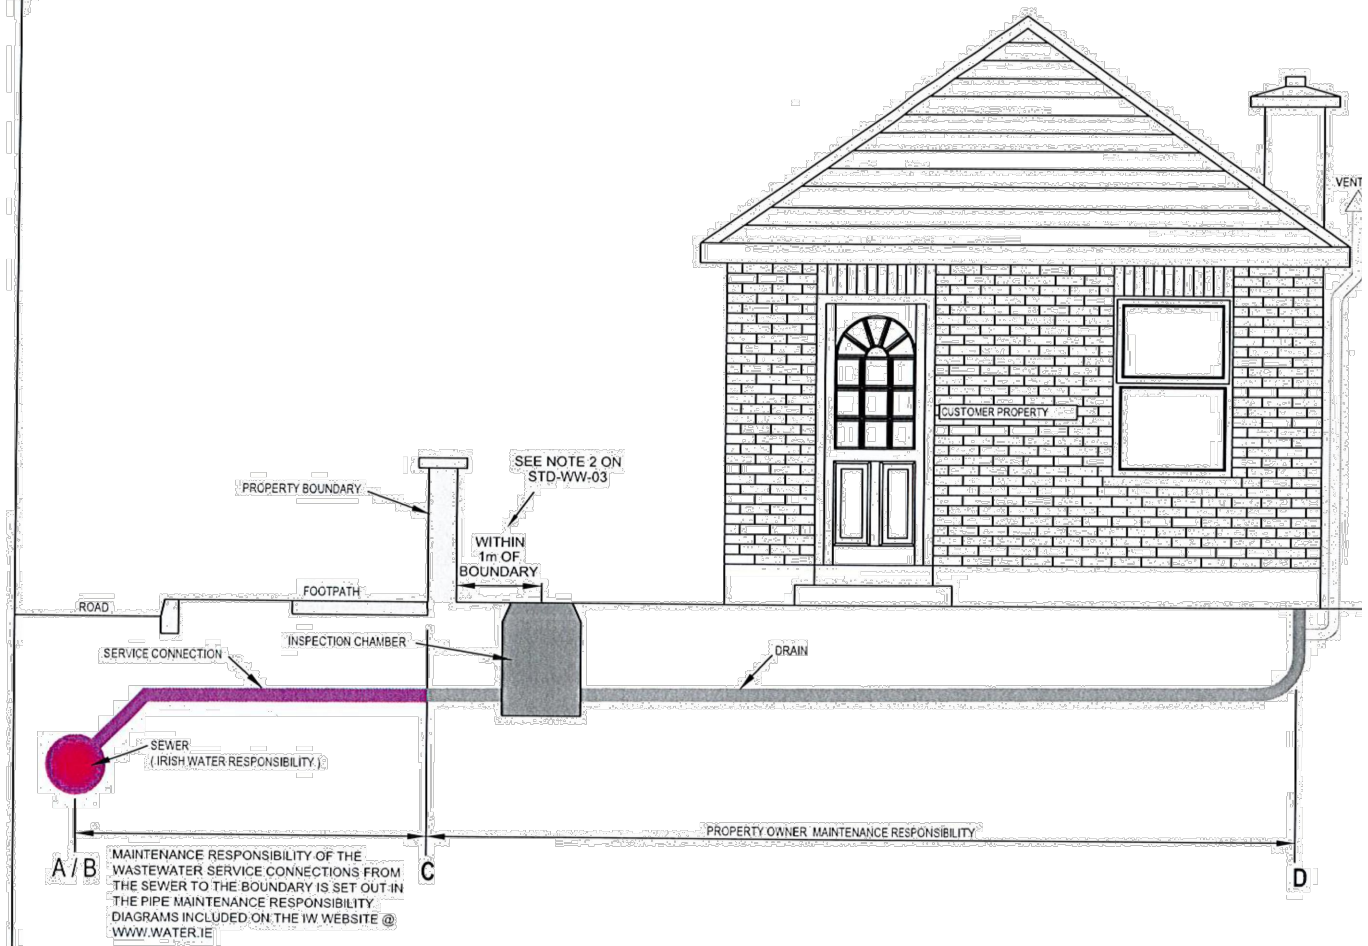 VENT
CUSTOMER PROPERTY
SEE NOTE 2 ON
STD-WW-03
PROPERTY BOUNDARY
WITHIN
1m OF
BOUNDARY
FOOTPATH
ROAD
INSPECTION CHAMBER
SERVICE CONNECTION
DRAIN
SEWER
( IRISH WATER RESPONSIBILITY )
PROPERTY OWNER MAINTENANCE RESPONSIBILITY
A / B
C
D
MAINTENANCE RESPONSIBILITY OF THE
WASTEWATER SERVICE CONNECTIONS FROM
THE SEWER TO THE BOUNDARY IS SET OUT IN
THE PIPE MAINTENANCE RESPONSIBILITY
DIAGRAMS INCLUDED ON THE IW WEBSITE @
WWW.WATER.IE